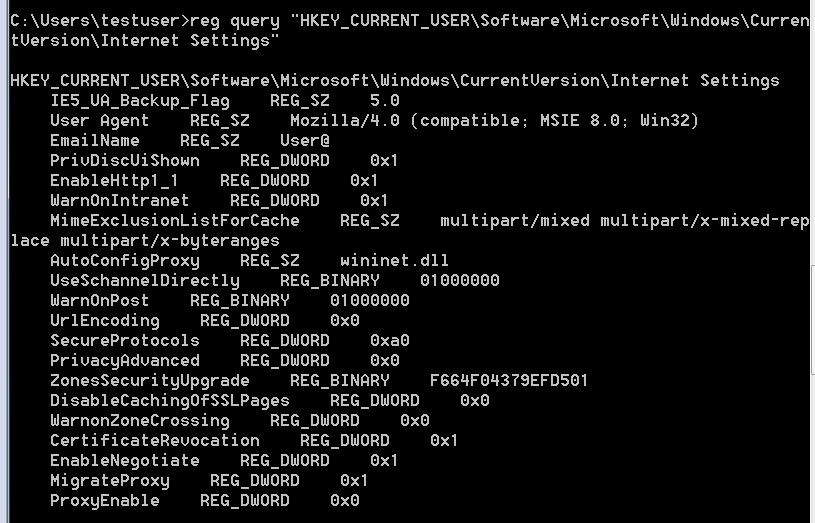 C:\Users\testuser>reg query "HKEY_CURRENT_USER\Software\Microsoft\Windows\Curren
tVersion\Internet Settings"
HKEY_CURRENT_USER\Software\Microsoft\Windows\CurrentVersion\Internet Settings
    IE5_UA_Backup_Flag    REG_SZ    5.0
    User Agent    REG_SZ    Mozilla/4.0 (compatible; MSIE 8.0; Win32)
    EmailName    REG_SZ    User@
    PrivDiscUiShown    REG_DWORD    0x1
    EnableHttp1_1    REG_DWORD    0x1
    WarnOnIntranet    REG_DWORD    0x1
    MimeExclusionListForCache    REG_SZ    multipart/mixed multipart/x-mixed-rep
lace multipart/x-byteranges
    AutoConfigProxy    REG_SZ    wininet.dll
    UseSchannelDirectly    REG_BINARY    01000000
    WarnOnPost    REG_BINARY    01000000
    UrlEncoding    REG_DWORD    0x0
    SecureProtocols    REG_DWORD    0xa0
    PrivacyAdvanced    REG_DWORD    0x0
    ZonesSecurityUpgrade    REG_BINARY    F664F04379EFD501
    DisableCachingOfSSLPages    REG_DWORD    0x0
    WarnonZoneCrossing    REG_DWORD    0x0
    CertificateRevocation    REG_DWORD    0x1
    EnableNegotiate    REG_DWORD    0x1
    MigrateProxy    REG_DWORD    0x1
    ProxyEnable    REG_DWORD    0x0